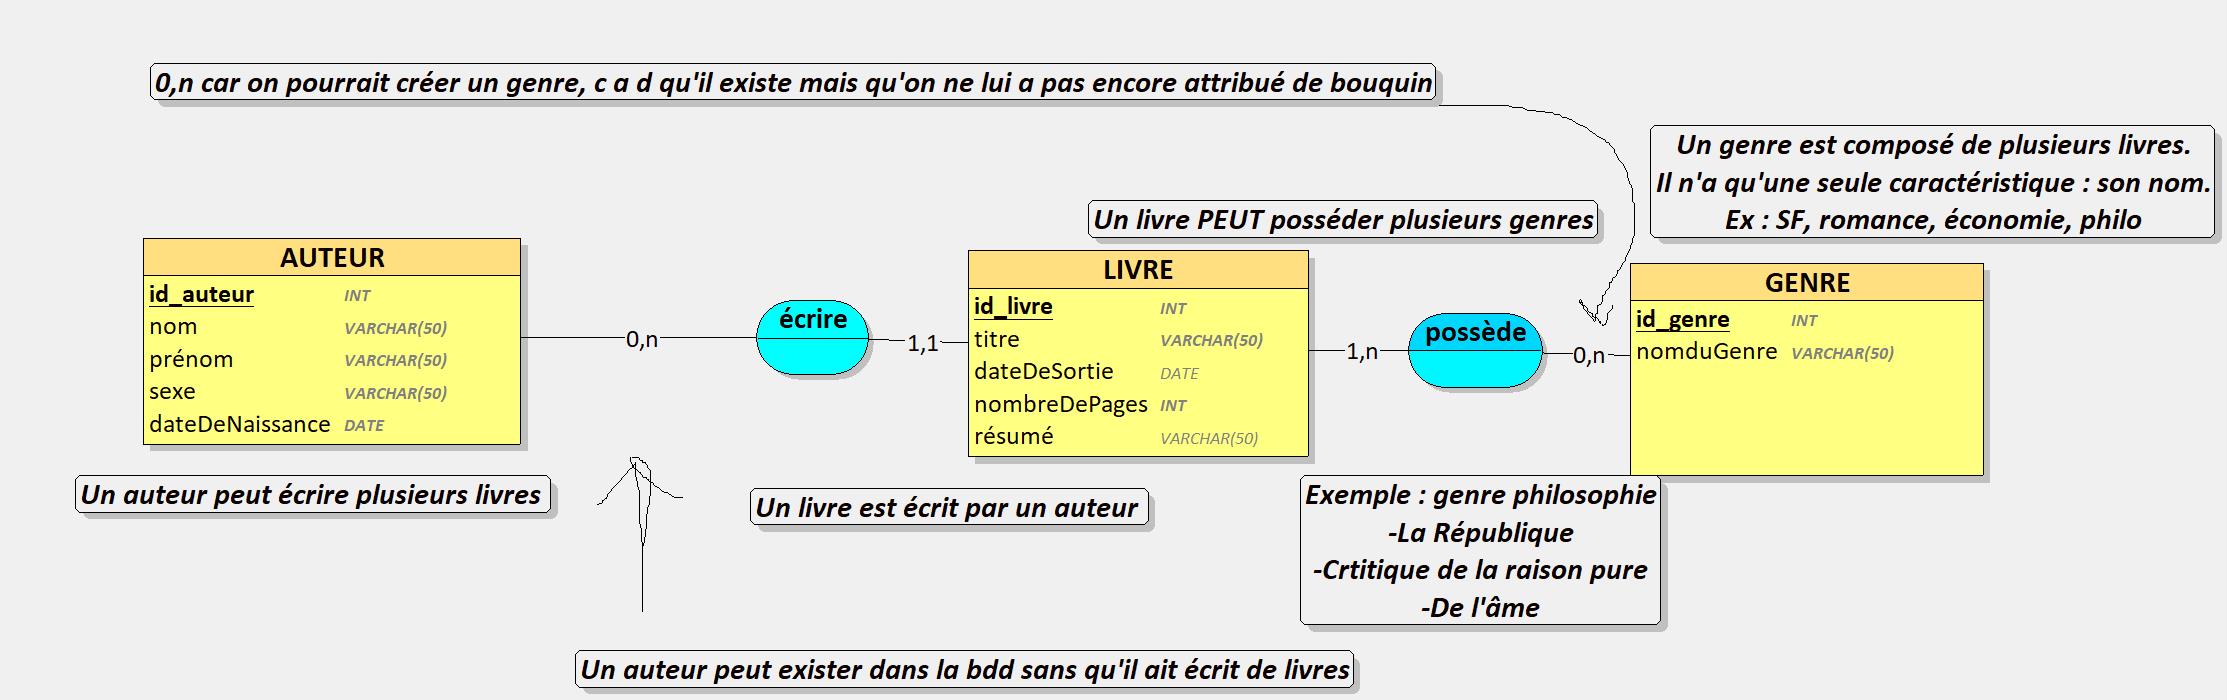 0,n car on pourrait créer un genre, c a d qu'il existe mais qu'on ne lui a pas encore attribué de bouquin
Un genre est composé de plusieurs livres.
Il n'a qu'une seule caractéristique : son nom.
Ex : SF, romance, économie, philo
Un livre PEUT posséder plusieurs genres
AUTEUR
id_auteur INT
nom VARCHAR(50)
prénom VARCHAR(50)
sexe VARCHAR(50)
dateDeNaissance DATE
0,n
écrire
1,1
LIVRE
id_livre INT
titre VARCHAR(50)
dateDeSortie DATE
nombreDePages INT
résumé VARCHAR(50)
1,n
possède
0,n
GENRE
id_genre INT
nomduGenre VARCHAR(50)
Un auteur peut écrire plusieurs livres
Un livre est écrit par un auteur
Exemple : genre philosophie
-La République
-Crtitique de la raison pure
-De l'âme
Un auteur peut exister dans la bdd sans qu'il ait écrit de livres